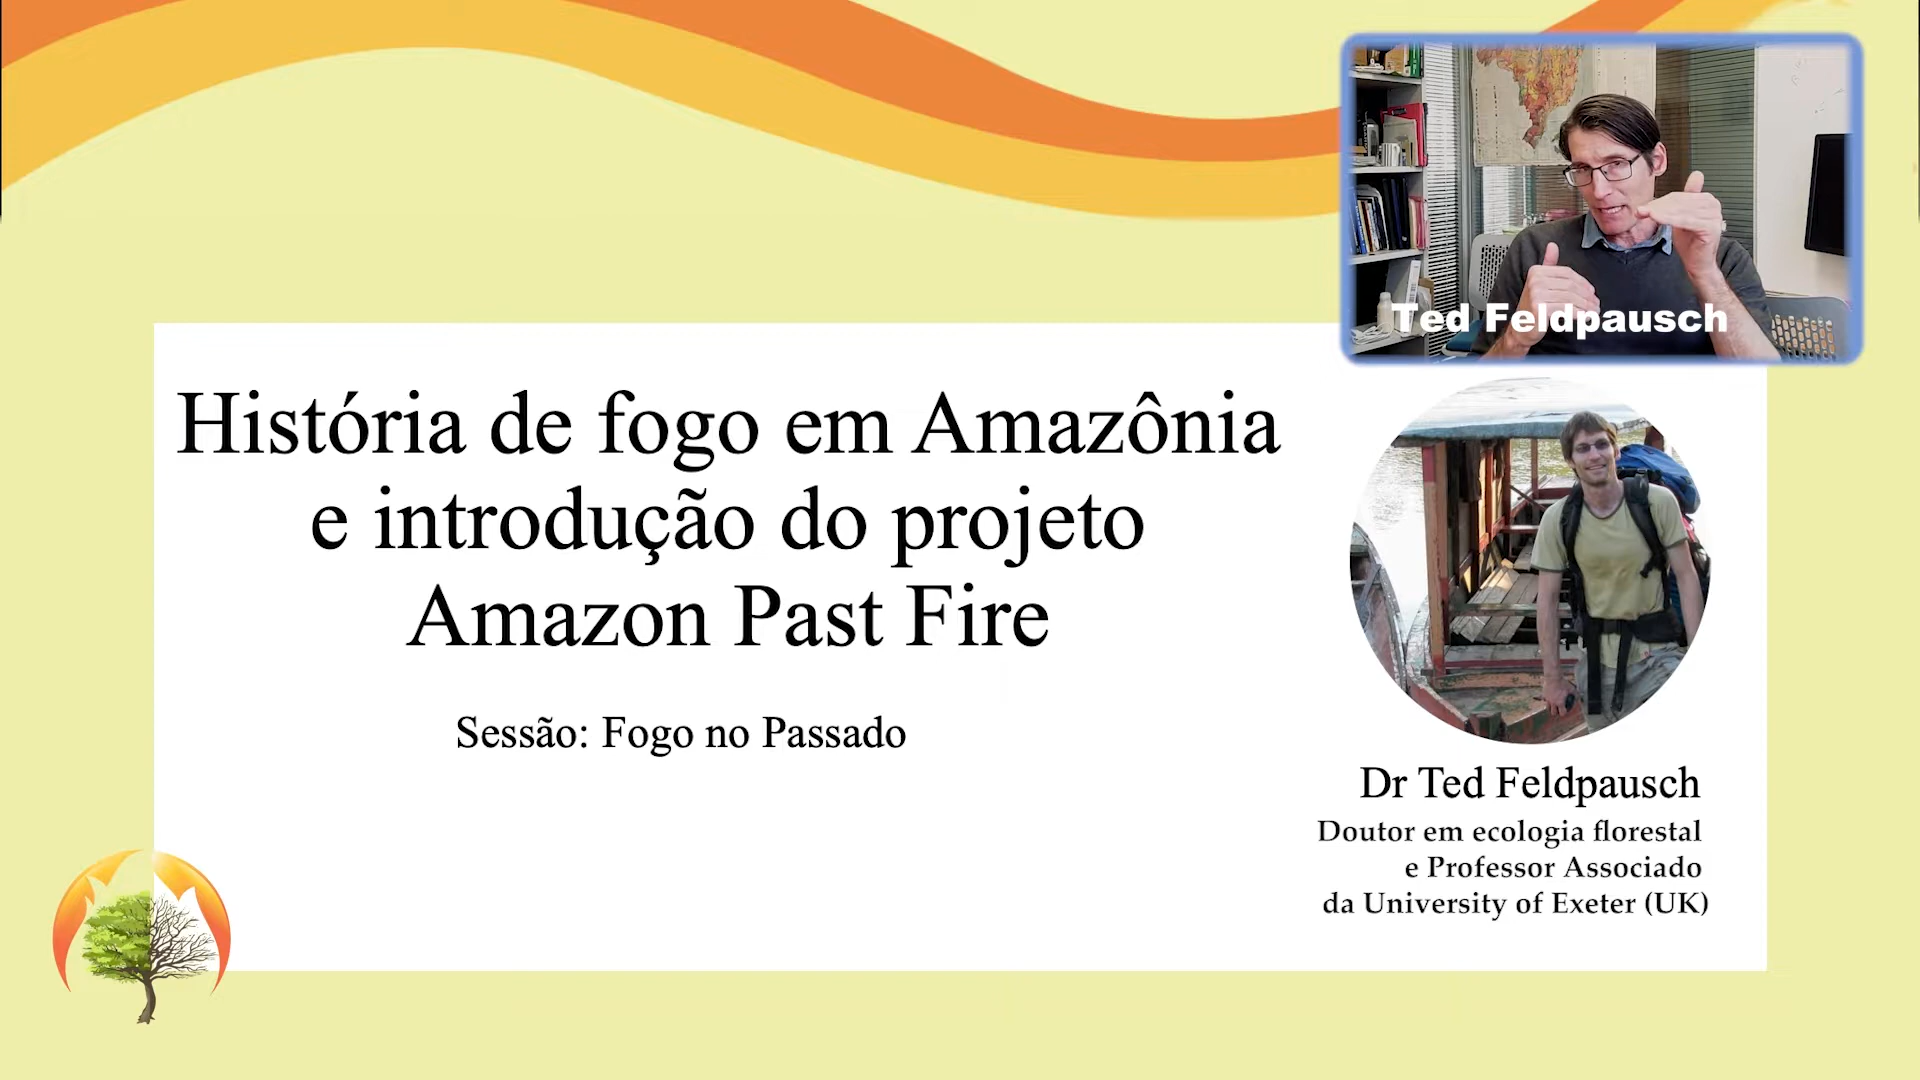 Ted Feldpausch
História de fogo em Amazônia
e introdução do projeto
Amazon Past Fire
Sessão: Fogo no Passado
Dr Ted Feldpausch
Doutor em ecologia florestal
e Professor Associado
da University of Exeter (UK)